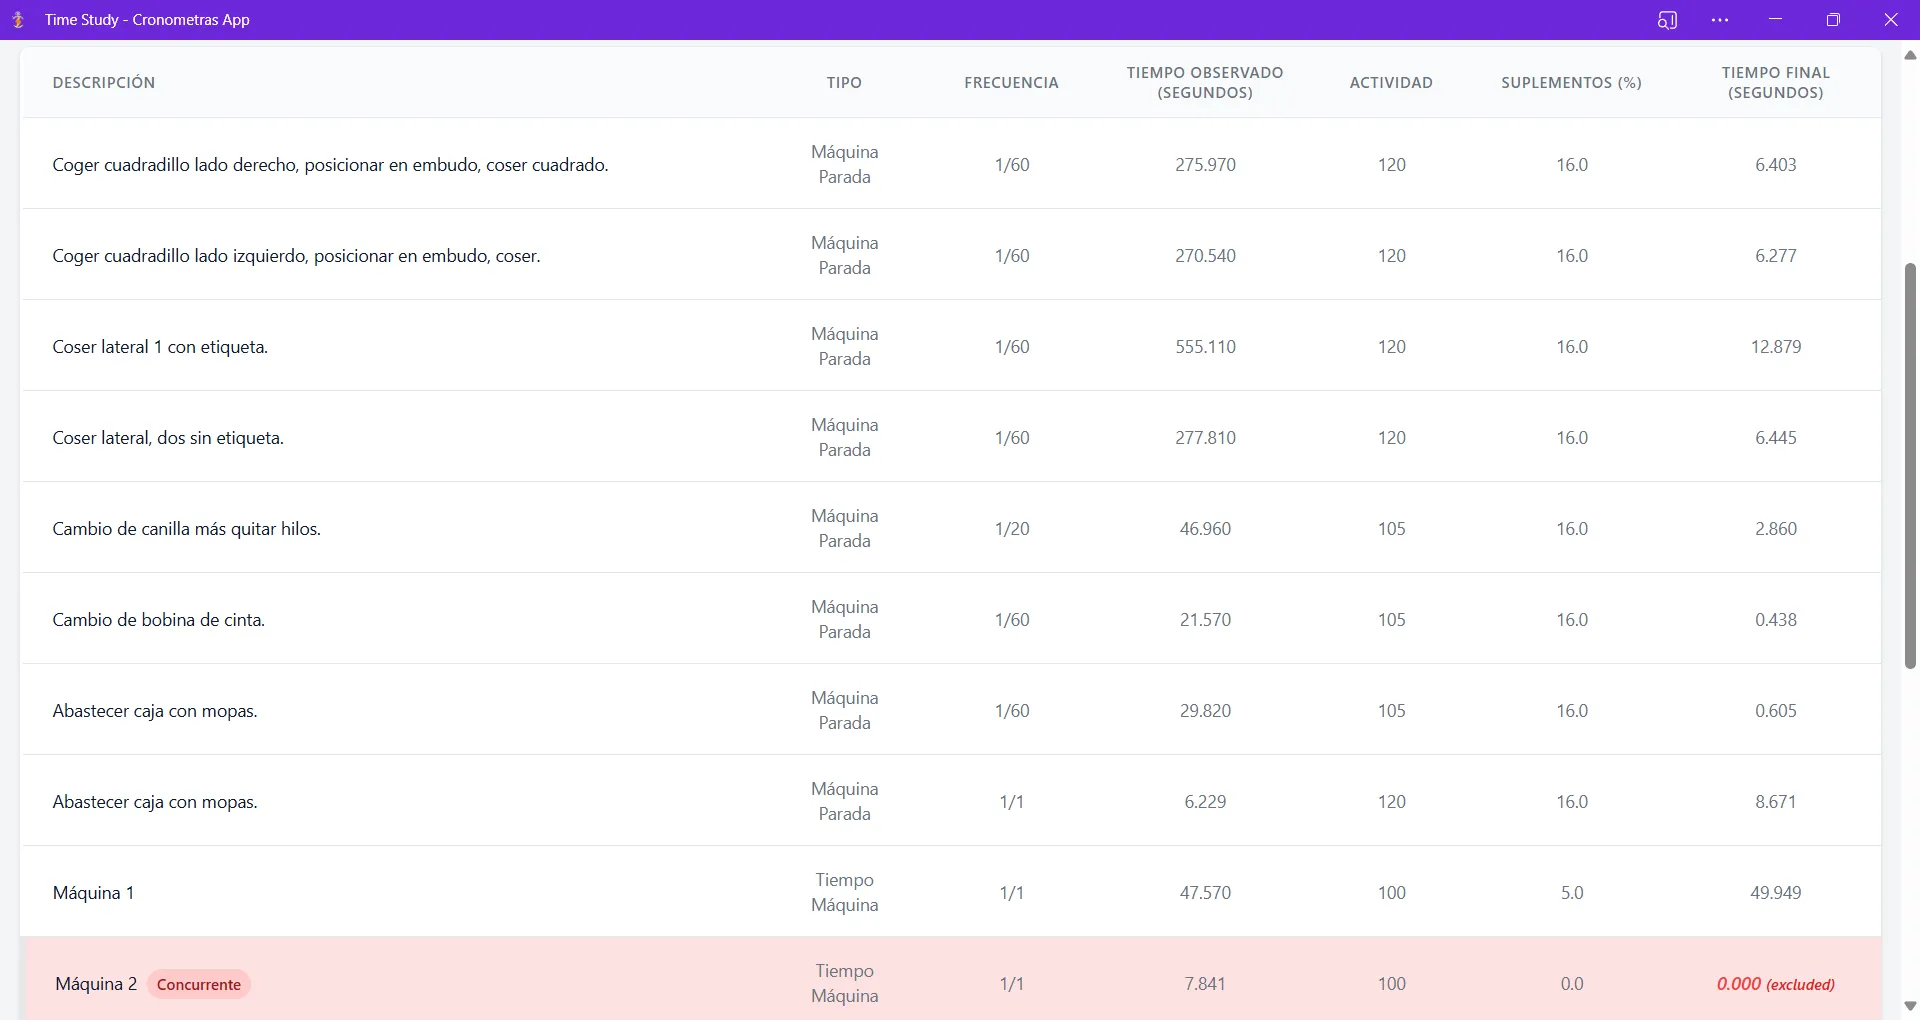 Time Study - Cronometras App
DESCRIPCIÓN TIPO FRECUENCIA TIEMPO OBSERVADO (SEGUNDOS) ACTIVIDAD SUPLEMENTOS (%) TIEMPO FINAL (SEGUNDOS)
Coger cuadradillo lado derecho, posicionar en embudo, coser cuadrado. Máquina Parada 1/60 275.970 120 16.0 6.403
Coger cuadradillo lado izquierdo, posicionar en embudo, coser. Máquina Parada 1/60 270.540 120 16.0 6.277
Coser lateral 1 con etiqueta. Máquina Parada 1/60 555.110 120 16.0 12.879
Coser lateral, dos sin etiqueta. Máquina Parada 1/60 277.810 120 16.0 6.445
Cambio de canilla más quitar hilos. Máquina Parada 1/20 46.960 105 16.0 2.860
Cambio de bobina de cinta. Máquina Parada 1/60 21.570 105 16.0 0.438
Abastecer caja con mopas. Máquina Parada 1/60 29.820 105 16.0 0.605
Abastecer caja con mopas. Máquina Parada 1/1 6.229 120 16.0 8.671
Máquina 1 Tiempo Máquina 1/1 47.570 100 5.0 49.949
Máquina 2 Concurrente Tiempo Máquina 1/1 7.841 100 0.0 0.000 (excluded)